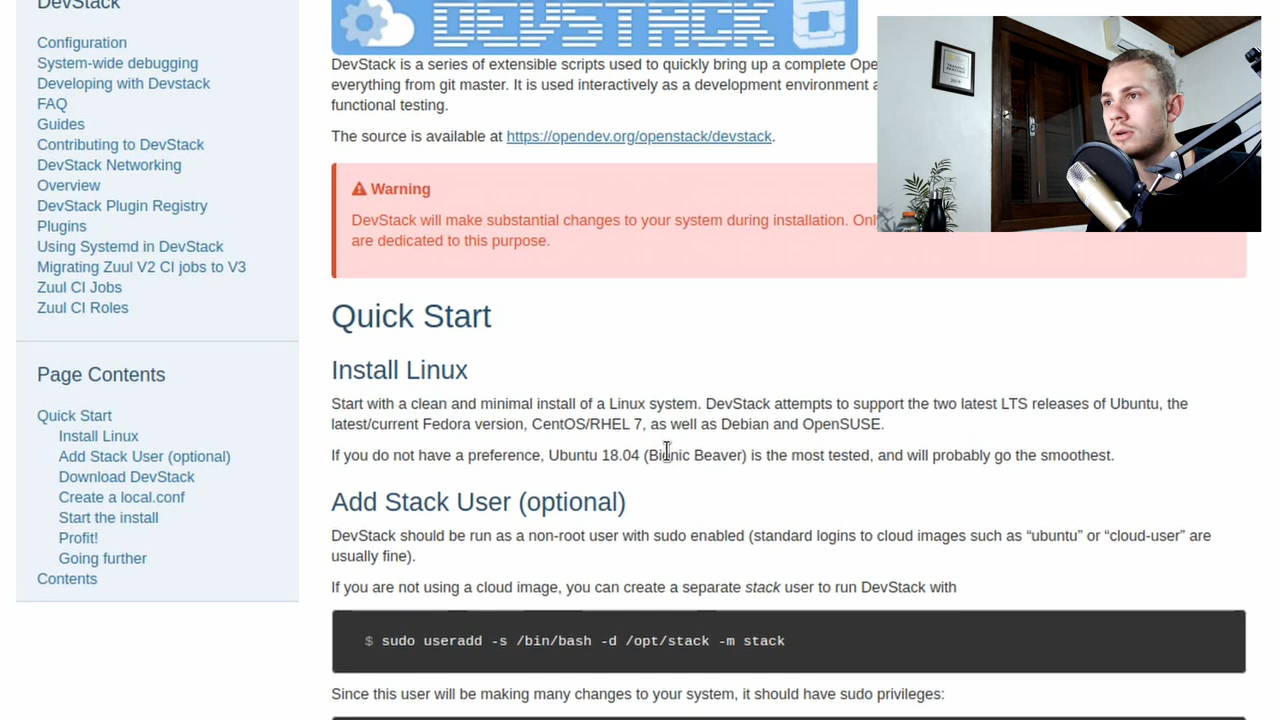 DevStack
Configuration
System-wide debugging
Developing with Devstack
FAQ
Guides
Contributing to DevStack
DevStack Networking
Overview
DevStack Plugin Registry
Plugins
Using Systemd in DevStack
Migrating Zuul V2 CI jobs to V3
Zuul CI Jobs
Zuul CI Roles
Page Contents
Quick Start
Install Linux
Add Stack User (optional)
Download DevStack
Create a local.conf
Start the install
Profit!
Going further
Contents
DEVSTACK
DevStack is a series of extensible scripts used to quickly bring up a complete Ope
everything from git master. It is used interactively as a development environment a
functional testing.
The source is available at https://opendev.org/openstack/devstack.
Warning
DevStack will make substantial changes to your system during installation. Onl
are dedicated to this purpose.
Quick Start
Install Linux
Start with a clean and minimal install of a Linux system. DevStack attempts to support the two latest LTS releases of Ubuntu, the
latest/current Fedora version, CentOS/RHEL 7, as well as Debian and OpenSUSE.
If you do not have a preference, Ubuntu 18.04 (Bionic Beaver) is the most tested, and will probably go the smoothest.
Add Stack User (optional)
DevStack should be run as a non-root user with sudo enabled (standard logins to cloud images such as “ubuntu” or “cloud-user” are
usually fine).
If you are not using a cloud image, you can create a separate stack user to run DevStack with
$ sudo useradd -s /bin/bash -d /opt/stack -m stack
Since this user will be making many changes to your system, it should have sudo privileges: